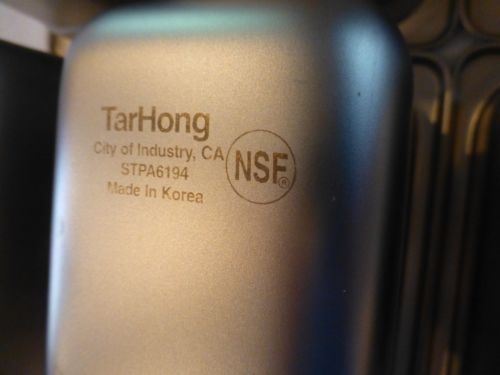 TarHong
City of Industry, CA
STPA6194
Made In Korea
NSF®